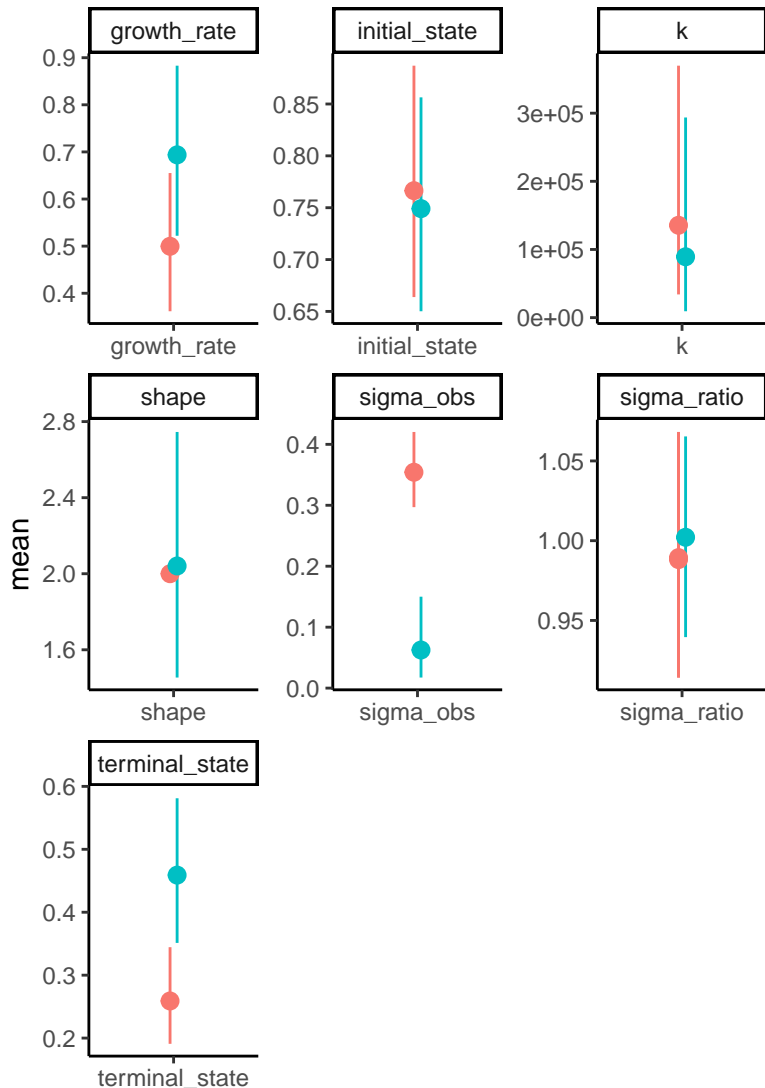 growth_rate
initial_state
k
0.9
0.8
0.7
0.6
0.5
0.4
0.85
0.80
0.75
0.70
0.65
3e+05
2e+05
1e+05
0e+00
growth_rate
initial_state
k
shape
sigma_obs
sigma_ratio
2.8
2.4
2.0
1.6
0.4
0.3
0.2
0.1
0.0
1.05
1.00
0.95
mean
shape
sigma_obs
sigma_ratio
terminal_state
0.6
0.5
0.4
0.3
0.2
terminal_state